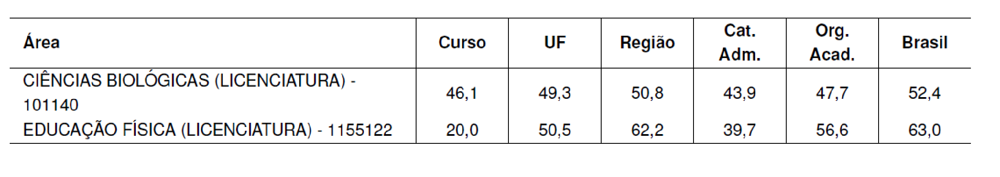 Área Curso UF Região Cat. Adm. Org. Acad. Brasil
CIÊNCIAS BIOLÓGICAS (LICENCIATURA) -
101140 46,1 49,3 50,8 43,9 47,7 52,4
EDUCAÇÃO FÍSICA (LICENCIATURA) - 1155122 20,0 50,5 62,2 39,7 56,6 63,0